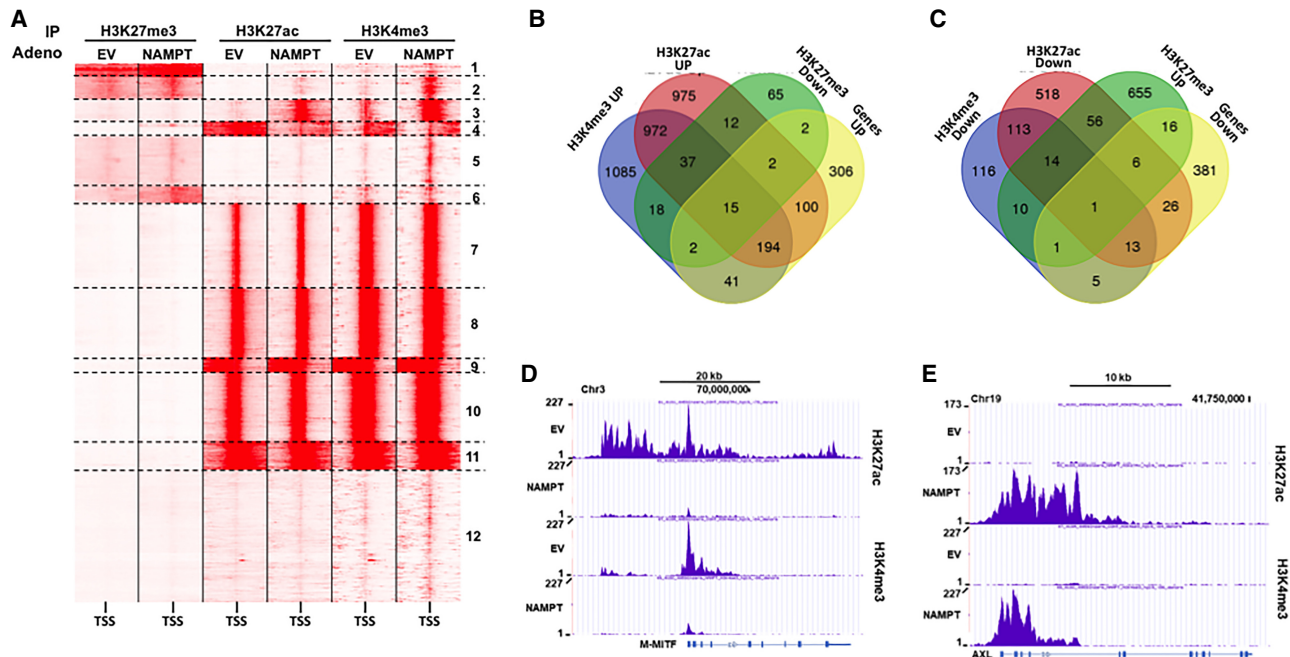 A
IP H3K27me3 H3K27ac H3K4me3
Adeno EV NAMPT EV NAMPT EV NAMPT
1
2
3
4
5
6
7
8
9
10
11
12
TSS TSS TSS TSS TSS TSS
B
H3K4me3 UP
H3K27ac
UP
H3K27me3
Down
Genes
Up
975
65
972
12
2
1085
37
2
306
18
15
100
2
194
41
C
H3K4me3
Down
H3K27ac
Down
H3K27me3
Up
Genes
Down
518
655
113
56
16
116
14
6
381
10
1
26
1
13
5
D
20 kb
Chr3 70,000,000
227
EV
1
227
NAMPT
1
H3K27ac
227
EV
1
227
NAMPT
1
H3K4me3
M-MITF
E
10 kb
Chr19 41,750,000
173
EV
1
173
NAMPT
1
H3K27ac
227
EV
1
227
NAMPT
1
H3K4me3
AXL